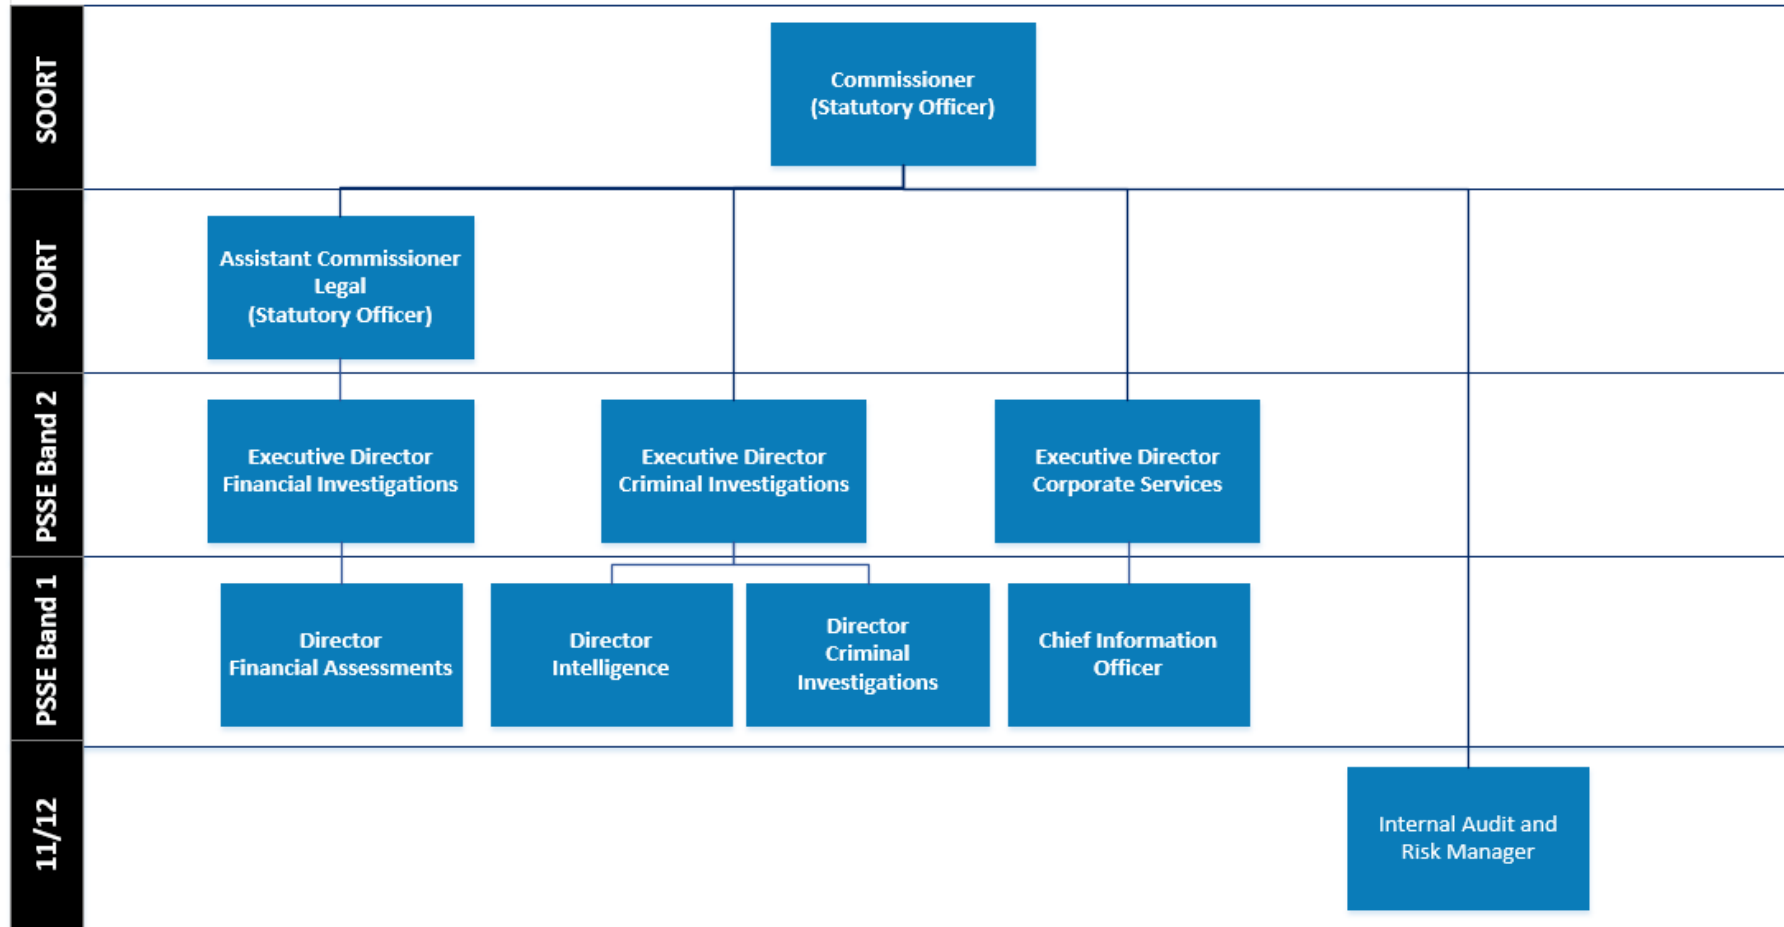 SOORT
Commissioner
(Statutory Officer)
SOORT
Assistant Commissioner
Legal
(Statutory Officer)
PSSE Band 2
Executive Director
Financial Investigations
Executive Director
Criminal Investigations
Executive Director
Corporate Services
PSSE Band 1
Director
Financial Assessments
Director
Intelligence
Director
Criminal
Investigations
Chief Information
Officer
11/12
Internal Audit and
Risk Manager